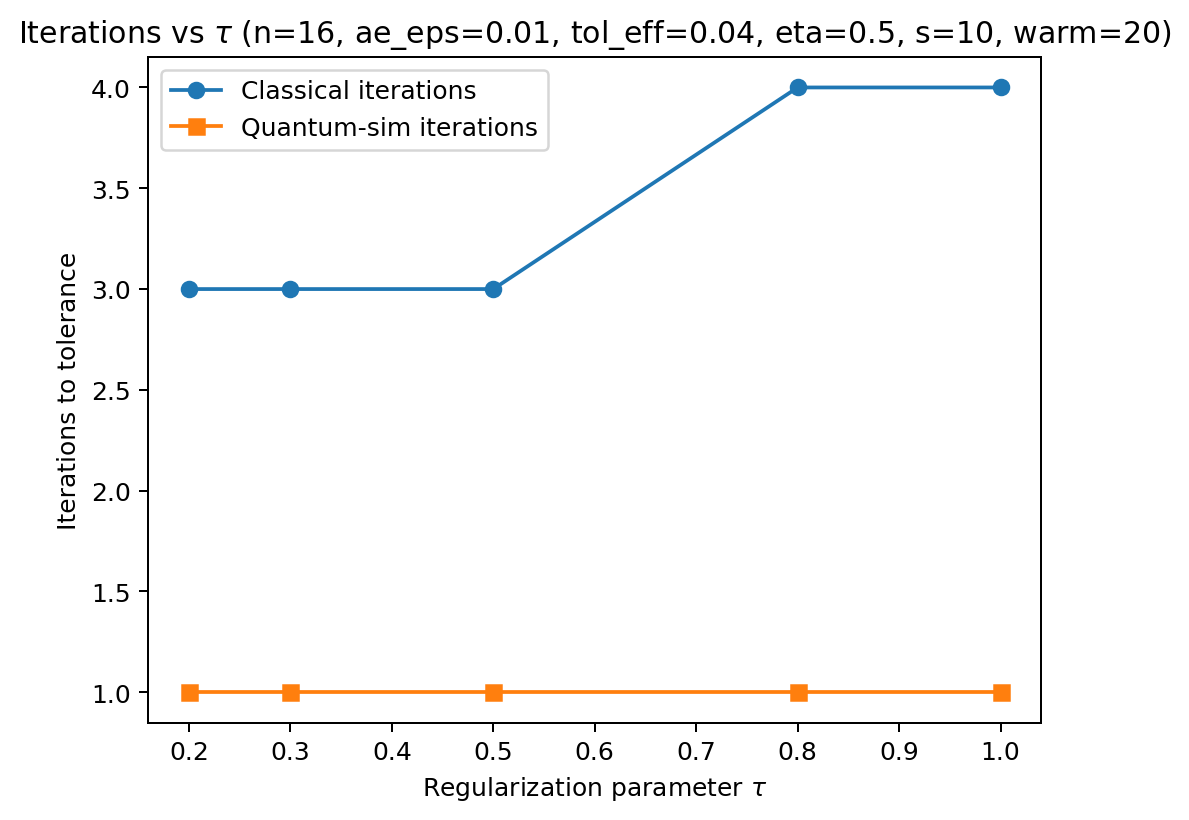 Iterations vs τ (n=16, ae_eps=0.01, tol_eff=0.04, eta=0.5, s=10, warm=20)
Classical iterations
Quantum-sim iterations
Iterations to tolerance
4.0
3.5
3.0
2.5
2.0
1.5
1.0
0.2 0.3 0.4 0.5 0.6 0.7 0.8 0.9 1.0
Regularization parameter τ